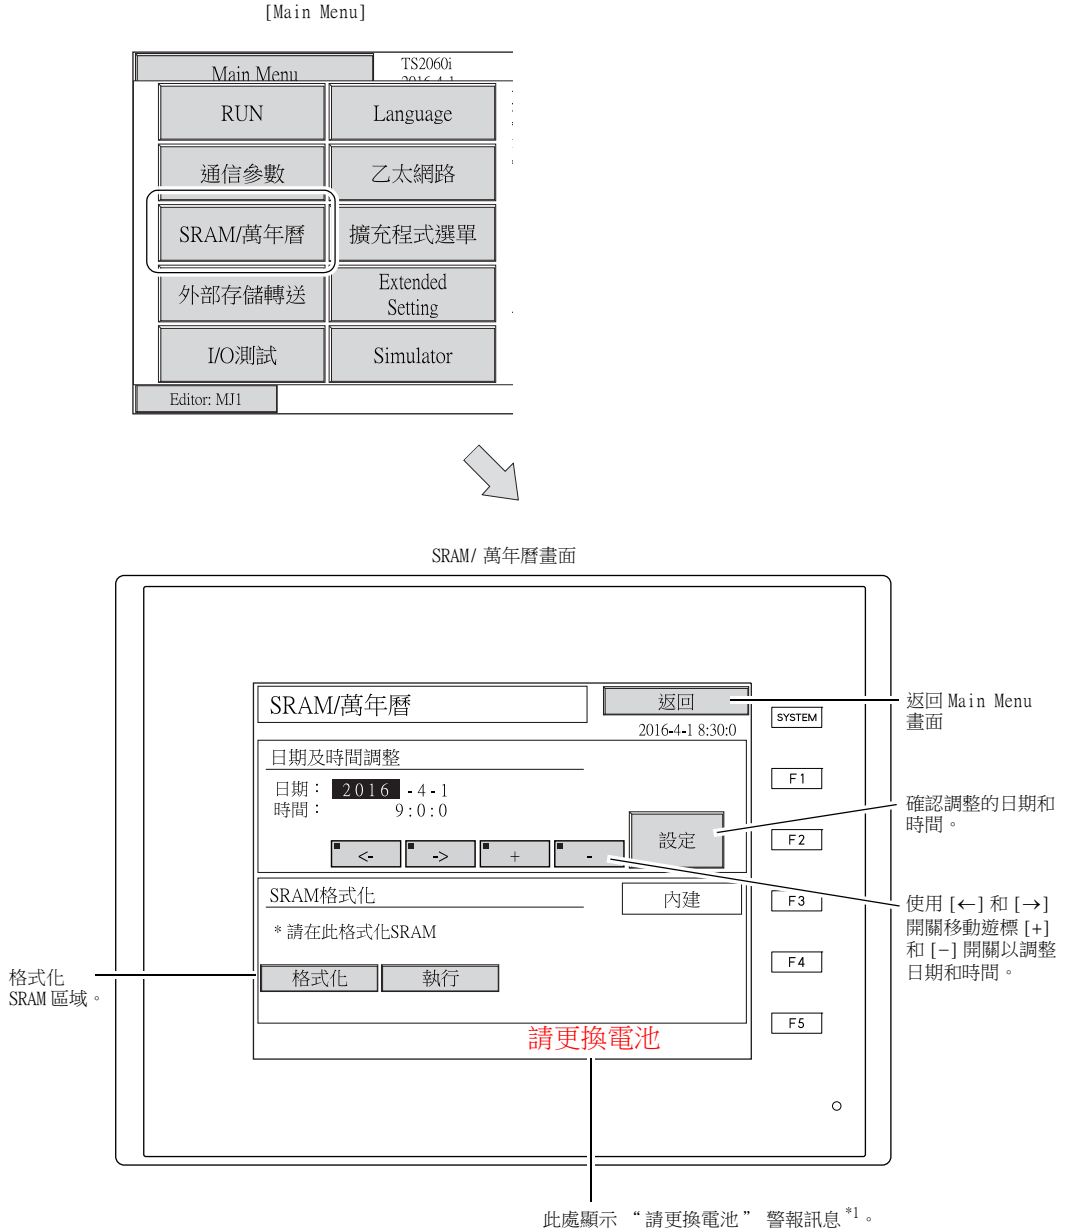 [Main Menu]
Main Menu
TS2060i
2016-4-1
RUN
Language
通信參數
乙太網路
SRAM/萬年曆
擴充程式選單
外部存儲轉送
Extended
Setting
I/O測試
Simulator
Editor: MJ1
SRAM/ 萬年曆畫面
SRAM/萬年曆
返回
2016-4-1 8:30:0
日期及時間調整
日期： 2016 -4-1
時間： 9:0:0
設定
<-
->
+
-
SRAM格式化
內建
* 請在此格式化SRAM
格式化
執行
請更換電池
SYSTEM
F1
F2
F3
F4
F5
返回 Main Menu
畫面
確認調整的日期和
時間。
使用 [←] 和 [→]
開關移動遊標 [+]
和 [−] 開關以調整
日期和時間。
格式化
SRAM 區域。
此處顯示 “請更換電池” 警報訊息*1。